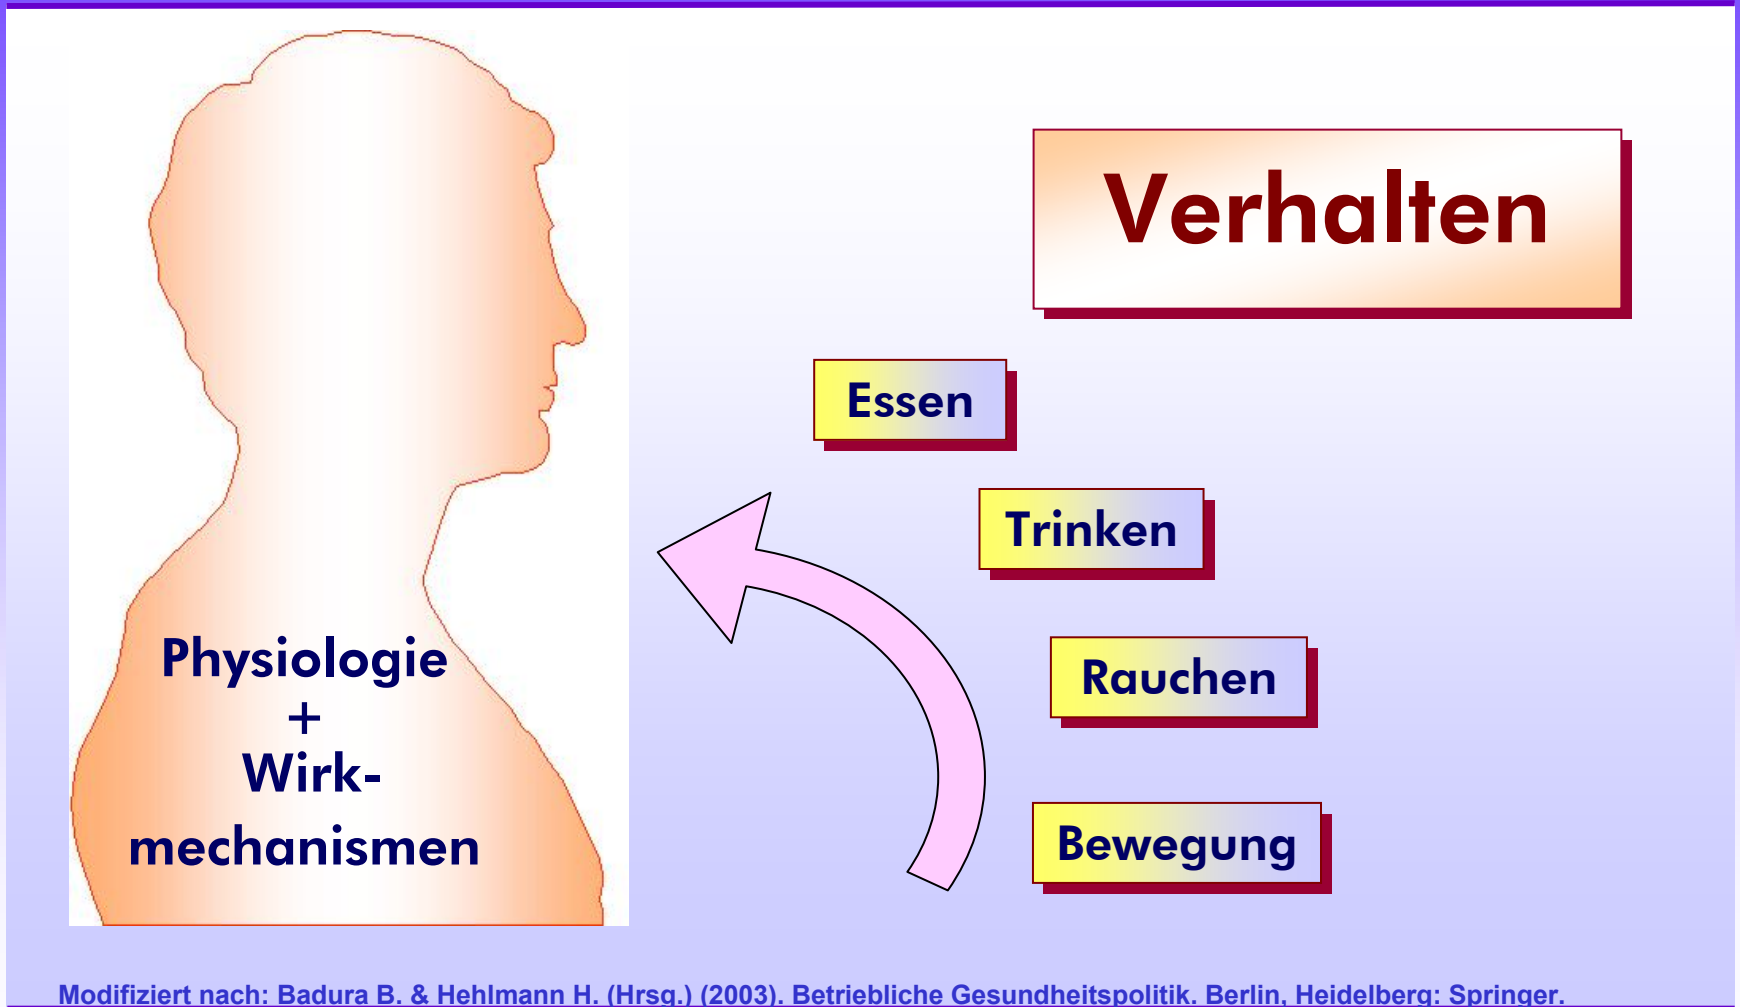 Verhalten
Essen
Trinken
Rauchen
Bewegung
Physiologie
+
Wirk-
mechanismen
Modifiziert nach: Badura B. & Hehlmann H. (Hrsg.) (2003). Betriebliche Gesundheitspolitik. Berlin, Heidelberg: Springer.